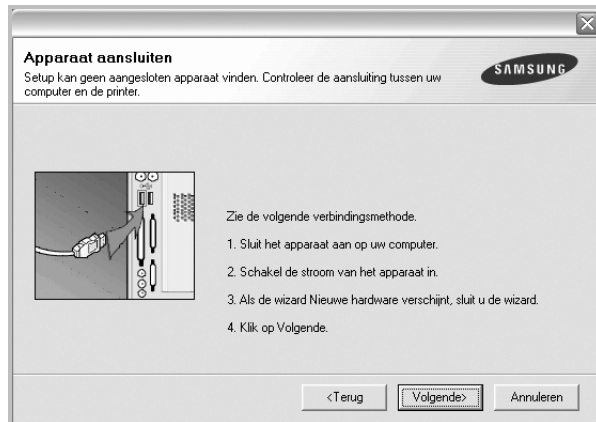 Apparaat aansluiten
Setup kan geen aangesloten apparaat vinden. Controleer de aansluiting tussen uw
computer en de printer.
SAMSUNG
Zie de volgende verbindingsmethode.
1. Sluit het apparaat aan op uw computer.
2. Schakel de stroom van het apparaat in.
3. Als de wizard Nieuwe hardware verschijnt, sluit u de wizard.
4. Klik op Volgende.
<Terug
Volgende>
Annuleren